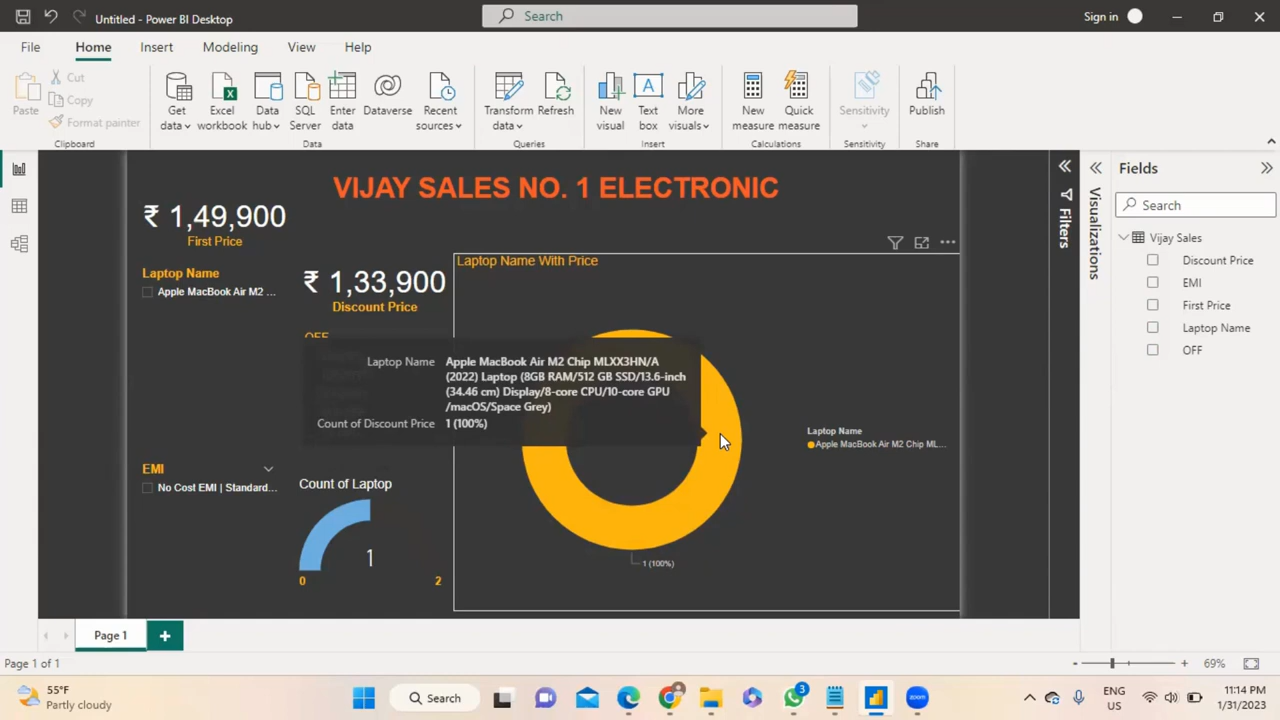 Untitled - Power BI Desktop
Search
Sign in
File
Home
Insert
Modeling
View
Help
Paste
Cut
Copy
Format painter
Clipboard
Get
data
Excel
workbook
Data
hub
SQL
Server
Enter
data
Dataverse
Recent
sources
Data
Transform
data
Refresh
Queries
New
visual
Text
box
More
visuals
Insert
New
measure
Quick
measure
Calculations
Sensitivity
Sensitivity
Publish
Share
VIJAY SALES NO. 1 ELECTRONIC
₹ 1,49,900
First Price
Laptop Name
Apple MacBook Air M2 ...
₹ 1,33,900
Discount Price
OFF
Laptop Name With Price
Laptop Name
Apple MacBook Air M2 Chip MLXX3HN/A
(2022) Laptop (8GB RAM/512 GB SSD/13.6-inch
(34.46 cm) Display/8-core CPU/10-core GPU
/macOS/Space Grey)
Count of Discount Price
1 (100%)
Laptop Name
Apple MacBook Air M2 Chip ML...
1 (100%)
EMI
No Cost EMI | Standard...
Count of Laptop
1
0
2
Filters
Visualizations
Fields
Search
Vijay Sales
Discount Price
EMI
First Price
Laptop Name
OFF
Page 1
Page 1 of 1
69%
55°F
Partly cloudy
Search
3
zoom
ENG
US
11:14 PM
1/31/2023